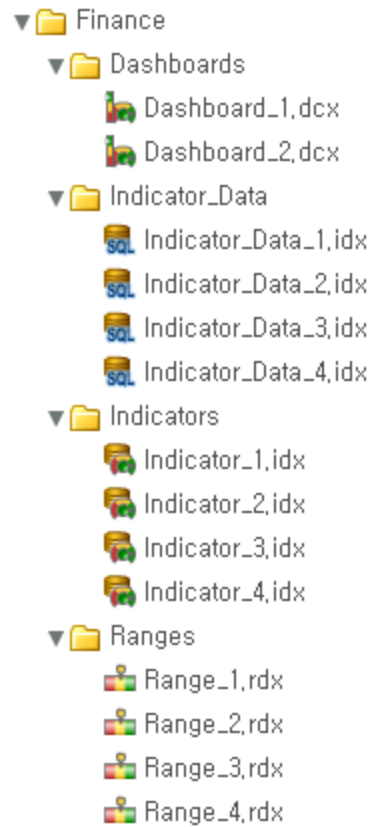 Finance
Dashboards
Dashboard_1.dcx
Dashboard_2.dcx
Indicator_Data
SQL Indicator_Data_1.idx
SQL Indicator_Data_2.idx
SQL Indicator_Data_3.idx
SQL Indicator_Data_4.idx
Indicators
Indicator_1.idx
Indicator_2.idx
Indicator_3.idx
Indicator_4.idx
Ranges
Range_1.rdx
Range_2.rdx
Range_3.rdx
Range_4.rdx